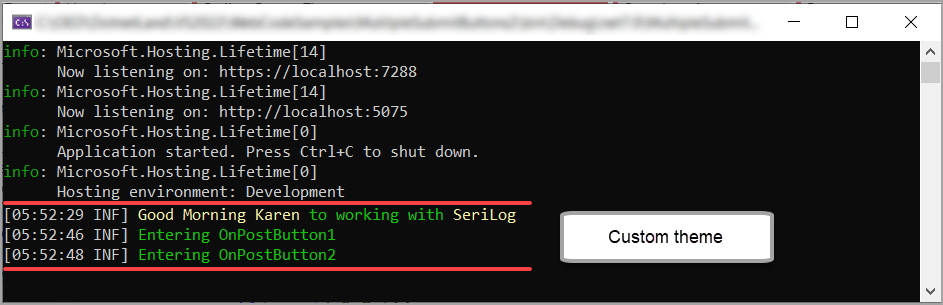 info: Microsoft.Hosting.Lifetime[14]
Now listening on: https://localhost:7288
info: Microsoft.Hosting.Lifetime[14]
Now listening on: http://localhost:5075
info: Microsoft.Hosting.Lifetime[0]
Application started. Press Ctrl+C to shut down.
info: Microsoft.Hosting.Lifetime[0]
Hosting environment: Development
[05:52:29 INF] Good Morning Karen to working with SeriLog
[05:52:46 INF] Entering OnPostButton1
[05:52:48 INF] Entering OnPostButton2
Custom theme